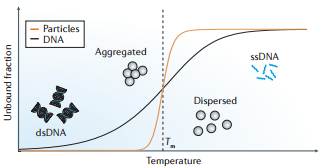 Particles
DNA
Aggregated
ssDNA
Unbound fraction
dsDNA
Dispersed
Tm
Temperature